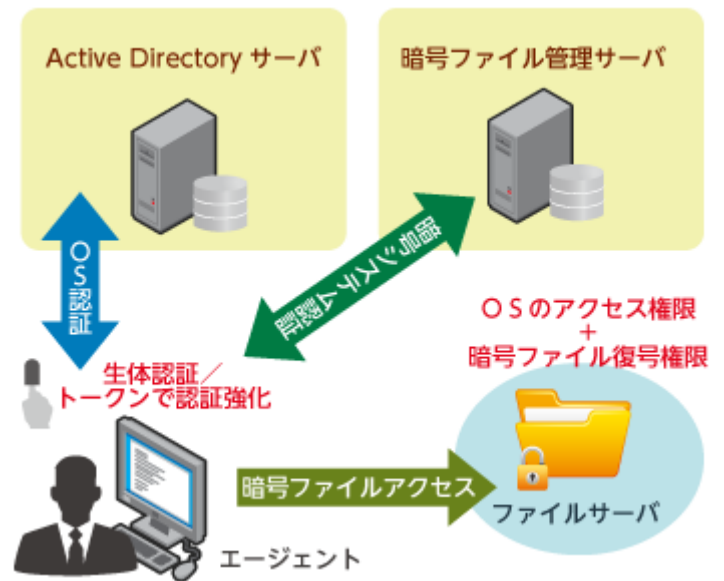 Active Directory サーバ
暗号ファイル管理サーバ
OS認証
暗号システム認証
OSのアクセス権限
+
暗号ファイル復号権限
生体認証/
トークンで認証強化
暗号ファイルアクセス
ファイルサーバ
エージェント